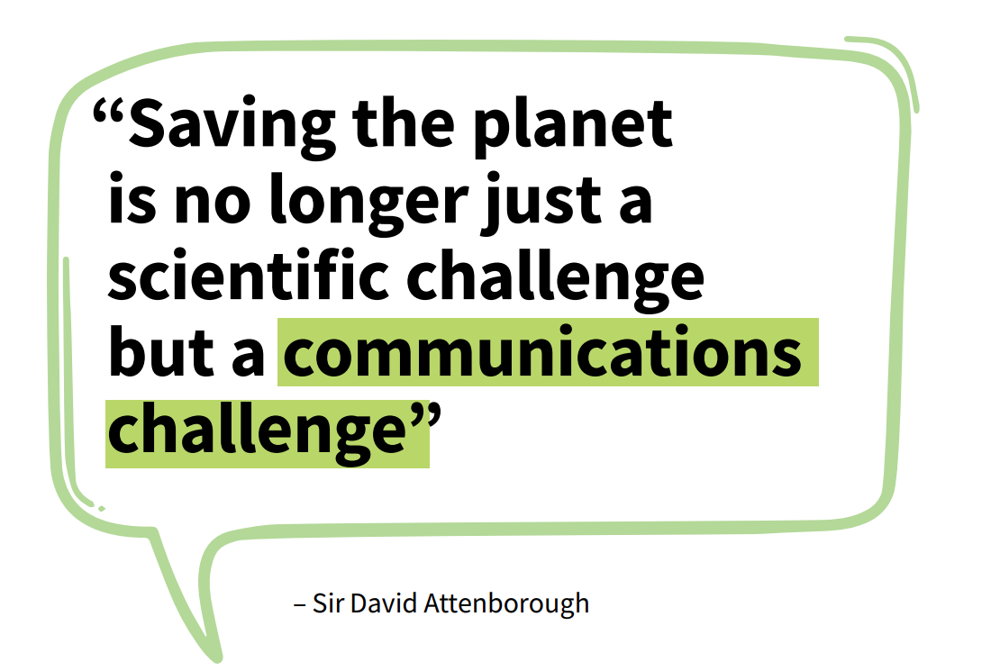 “Saving the planet
is no longer just a
scientific challenge
but a communications
challenge”
– Sir David Attenborough